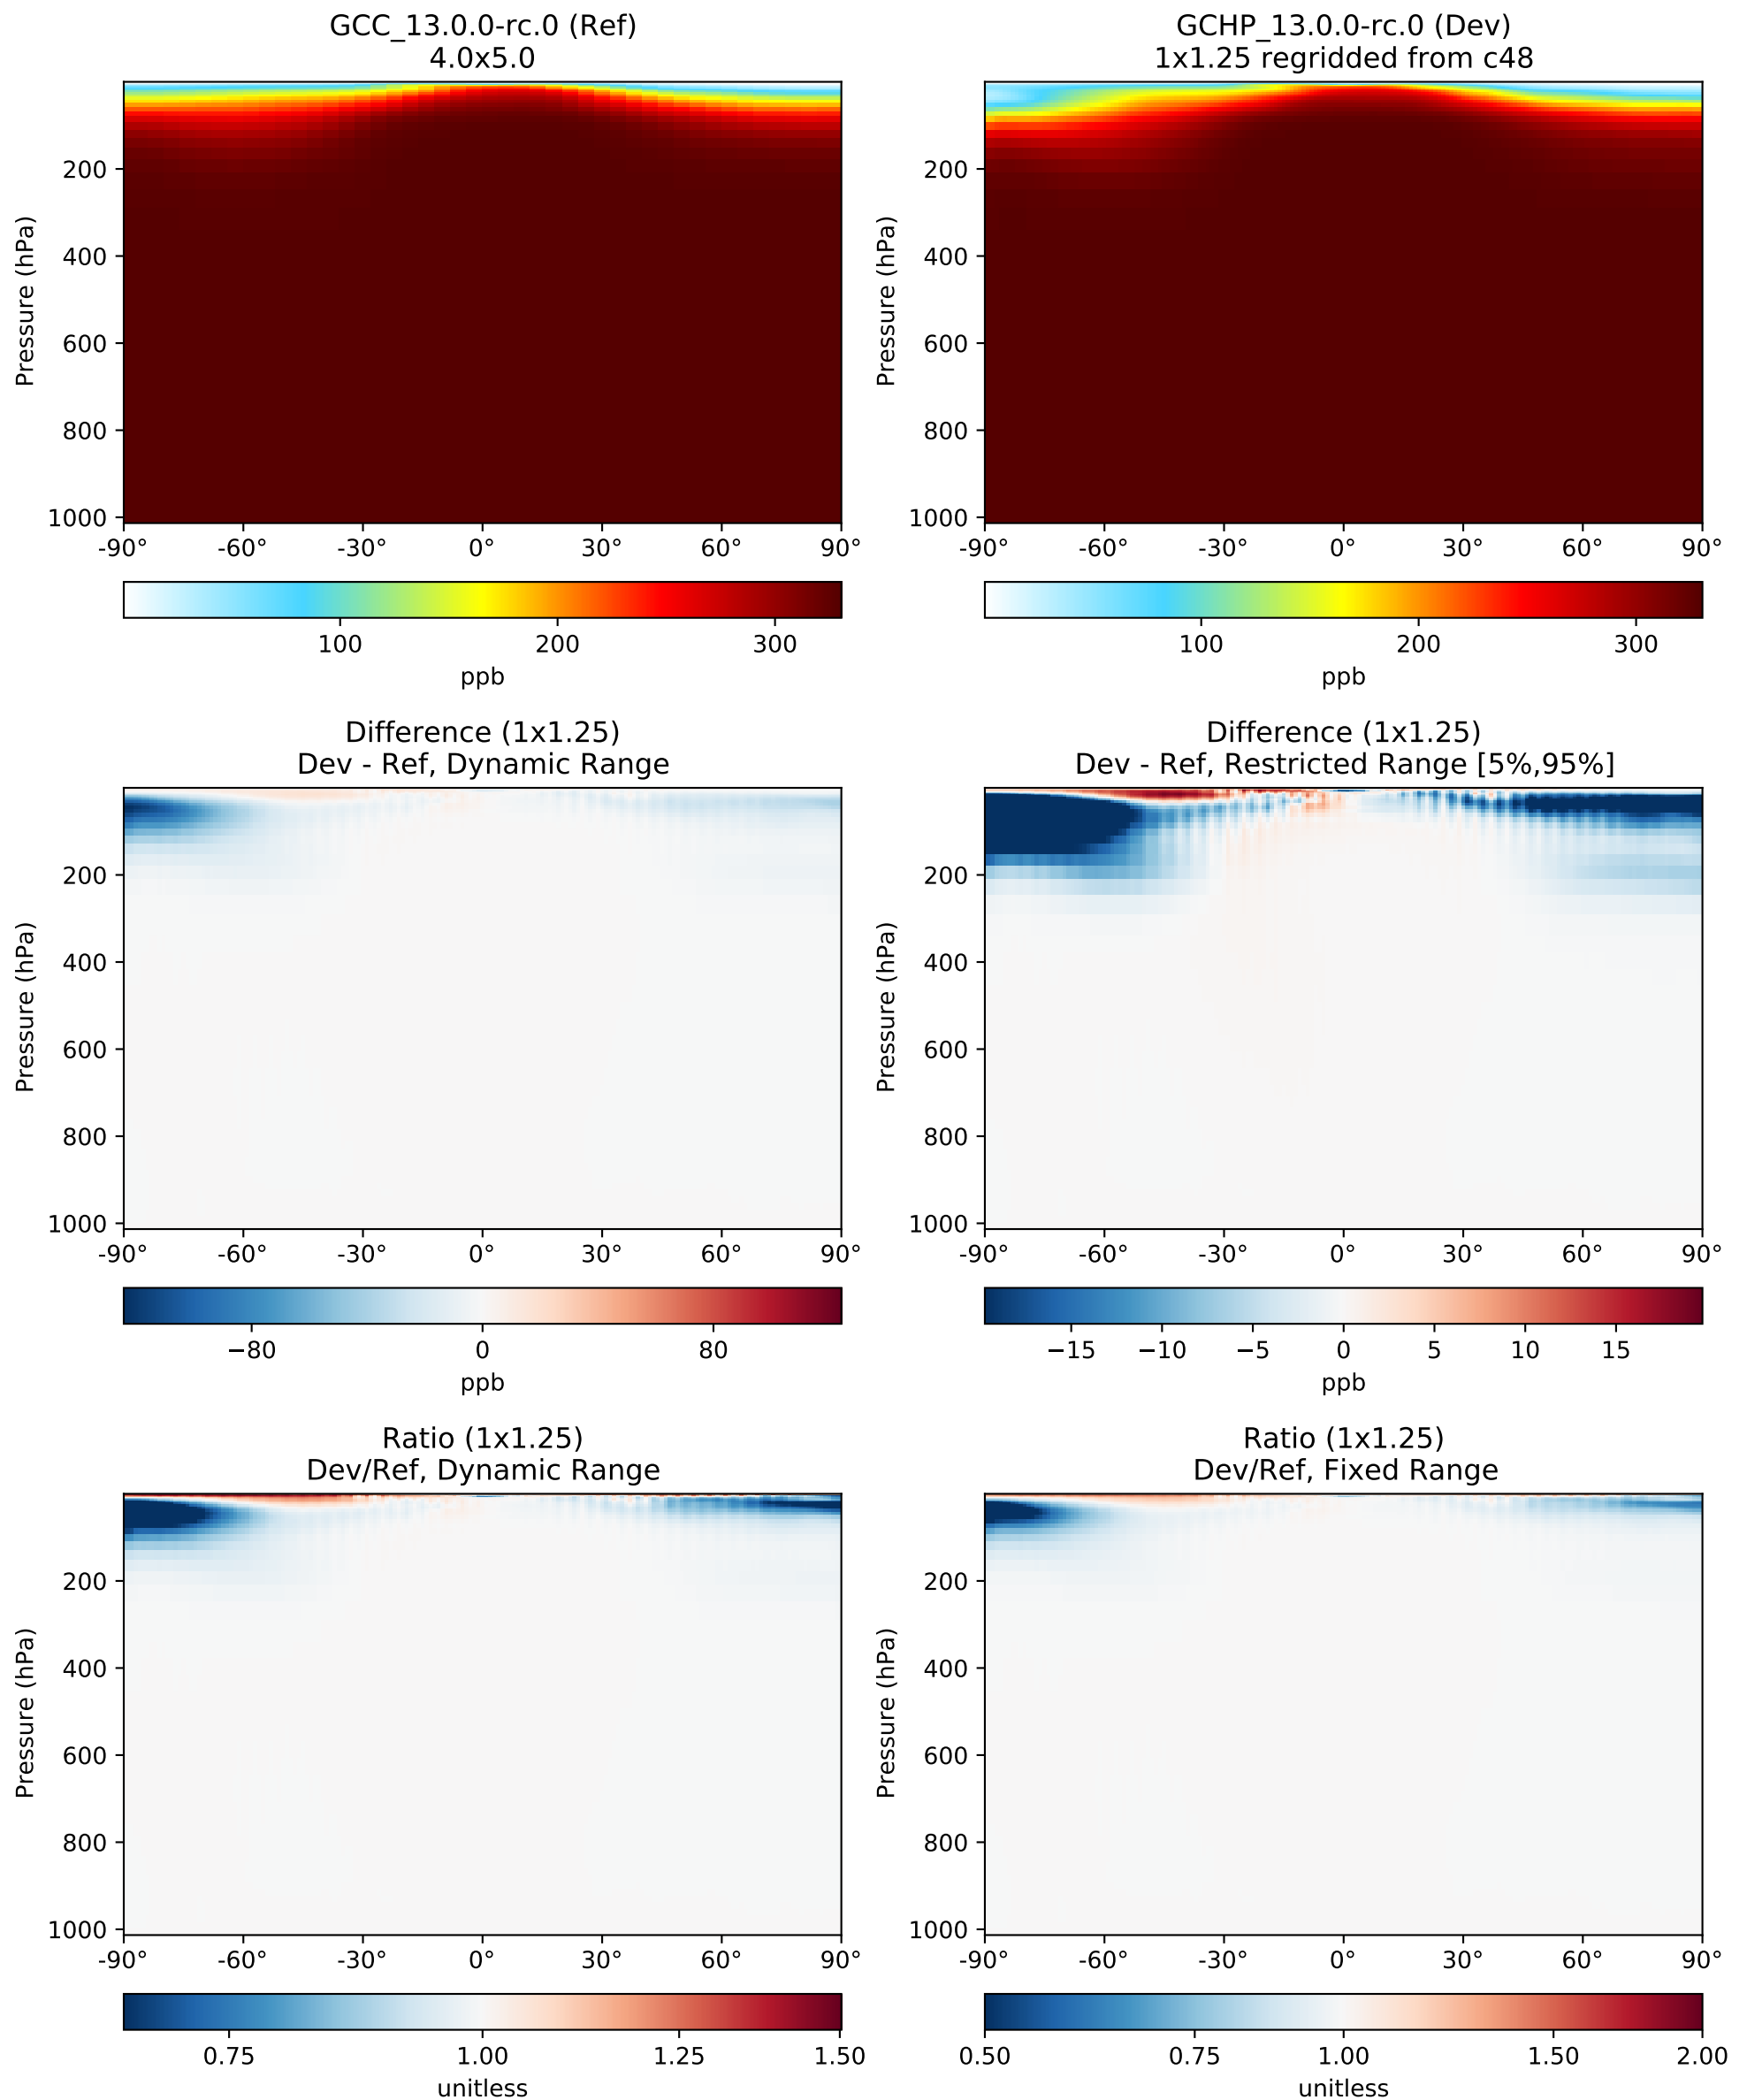 GCC_13.0.0-rc.0 (Ref)
4.0x5.0
Pressure (hPa)
200
400
600
800
1000
-90° -60° -30° 0° 30° 60° 90°
100 200 300
ppb
GCHP_13.0.0-rc.0 (Dev)
1x1.25 regridded from c48
Pressure (hPa)
200
400
600
800
1000
-90° -60° -30° 0° 30° 60° 90°
100 200 300
ppb
Difference (1x1.25)
Dev - Ref, Dynamic Range
Pressure (hPa)
200
400
600
800
1000
-90° -60° -30° 0° 30° 60° 90°
−80 0 80
ppb
Difference (1x1.25)
Dev - Ref, Restricted Range [5%,95%]
Pressure (hPa)
200
400
600
800
1000
-90° -60° -30° 0° 30° 60° 90°
−15 −10 −5 0 5 10 15
ppb
Ratio (1x1.25)
Dev/Ref, Dynamic Range
Pressure (hPa)
200
400
600
800
1000
-90° -60° -30° 0° 30° 60° 90°
0.75 1.00 1.25 1.50
unitless
Ratio (1x1.25)
Dev/Ref, Fixed Range
Pressure (hPa)
200
400
600
800
1000
-90° -60° -30° 0° 30° 60° 90°
0.50 0.75 1.00 1.50 2.00
unitless